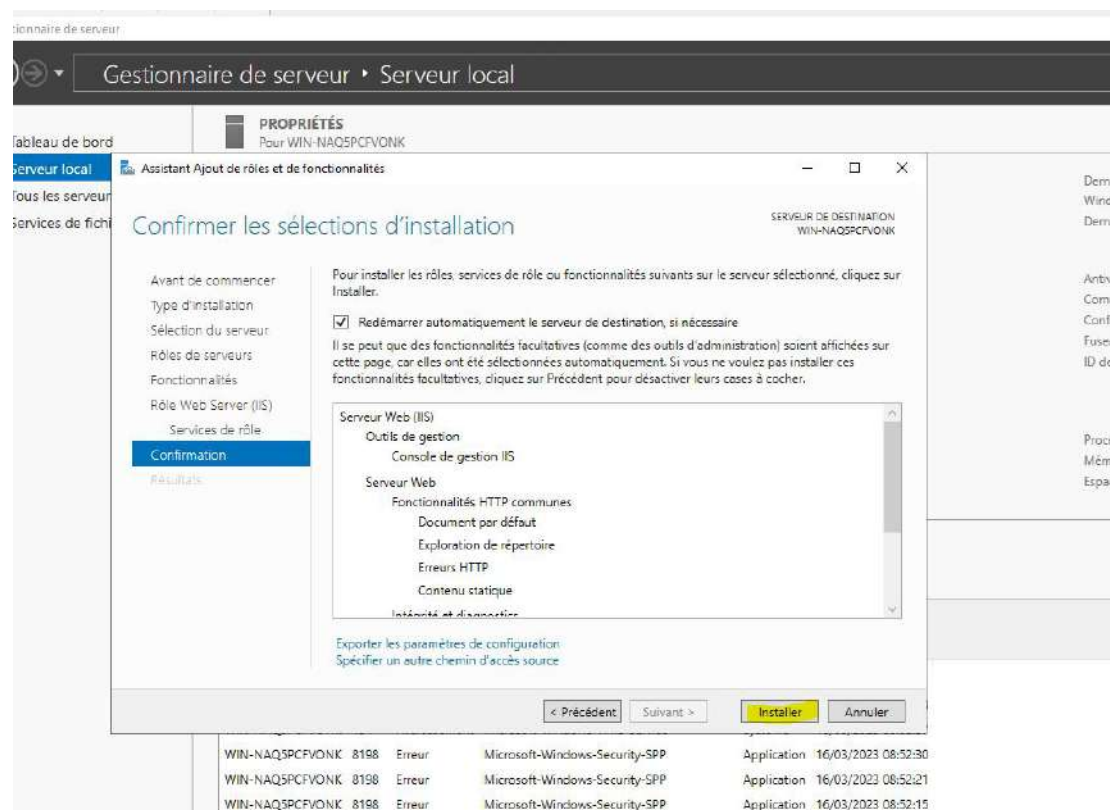 tionnaire de serveur
Gestionnaire de serveur ‣ Serveur local
Tableau de bord
Serveur local
Tous les serveur
Services de fichi
PROPRIÉTÉS
Pour WIN-NAQ5PCFVONK
Assistant Ajout de rôles et de fonctionnalités
Confirmer les sélections d'installation
SERVEUR DE DESTINATION
WIN-NAQ5PCFVONK
Avant de commencer
Type d'installation
Sélection du serveur
Rôles de serveurs
Fonctionnalités
Rôle Web Server (IIS)
Services de rôle
Confirmation
Résultats
Pour installer les rôles, services de rôle ou fonctionnalités suivants sur le serveur sélectionné, cliquez sur
Installer.
Redémarrer automatiquement le serveur de destination, si nécessaire
Il se peut que des fonctionnalités facultatives (comme des outils d'administration) soient affichées sur
cette page, car elles ont été sélectionnées automatiquement. Si vous ne voulez pas installer ces
fonctionnalités facultatives, cliquez sur Précédent pour désactiver leurs cases à cocher.
Serveur Web (IIS)
Outils de gestion
Console de gestion IIS
Serveur Web
Fonctionnalités HTTP communes
Document par défaut
Exploration de répertoire
Erreurs HTTP
Contenu statique
Intégrité et diagnostics
Exporter les paramètres de configuration
Spécifier un autre chemin d'accès source
< Précédent
Suivant >
Installer
Annuler
Dern
Wind
Dern
Antiv
Com
Conf
Fusea
ID de
Proc
Mém
Espa
WIN-NAQ5PCFVONK 8198 Erreur Microsoft-Windows-Security-SPP Application 16/03/2023 08:52:30
WIN-NAQ5PCFVONK 8198 Erreur Microsoft-Windows-Security-SPP Application 16/03/2023 08:52:21
WIN-NAQ5PCFVONK 8198 Erreur Microsoft-Windows-Security-SPP Application 16/03/2023 08:52:15